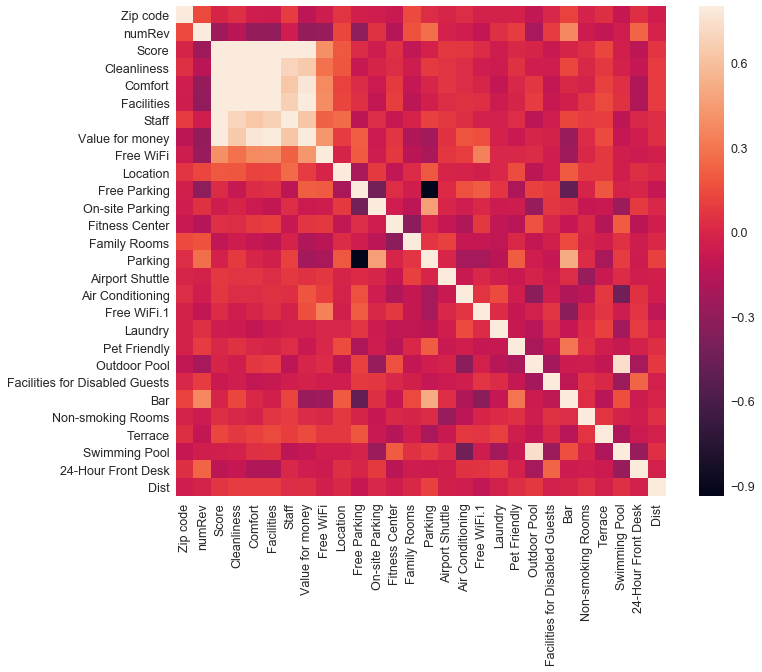 Zip code
numRev
Score
Cleanliness
Comfort
Facilities
Staff
Value for money
Free WiFi
Location
Free Parking
On-site Parking
Fitness Center
Family Rooms
Parking
Airport Shuttle
Air Conditioning
Free WiFi.1
Laundry
Pet Friendly
Outdoor Pool
Facilities for Disabled Guests
Bar
Non-smoking Rooms
Terrace
Swimming Pool
24-Hour Front Desk
Dist
Zip code
numRev
Score
Cleanliness
Comfort
Facilities
Staff
Value for money
Free WiFi
Location
Free Parking
On-site Parking
Fitness Center
Family Rooms
Parking
Airport Shuttle
Air Conditioning
Free WiFi.1
Laundry
Pet Friendly
Outdoor Pool
Facilities for Disabled Guests
Bar
Non-smoking Rooms
Terrace
Swimming Pool
24-Hour Front Desk
Dist
0.6
0.3
0.0
−0.3
−0.6
−0.9